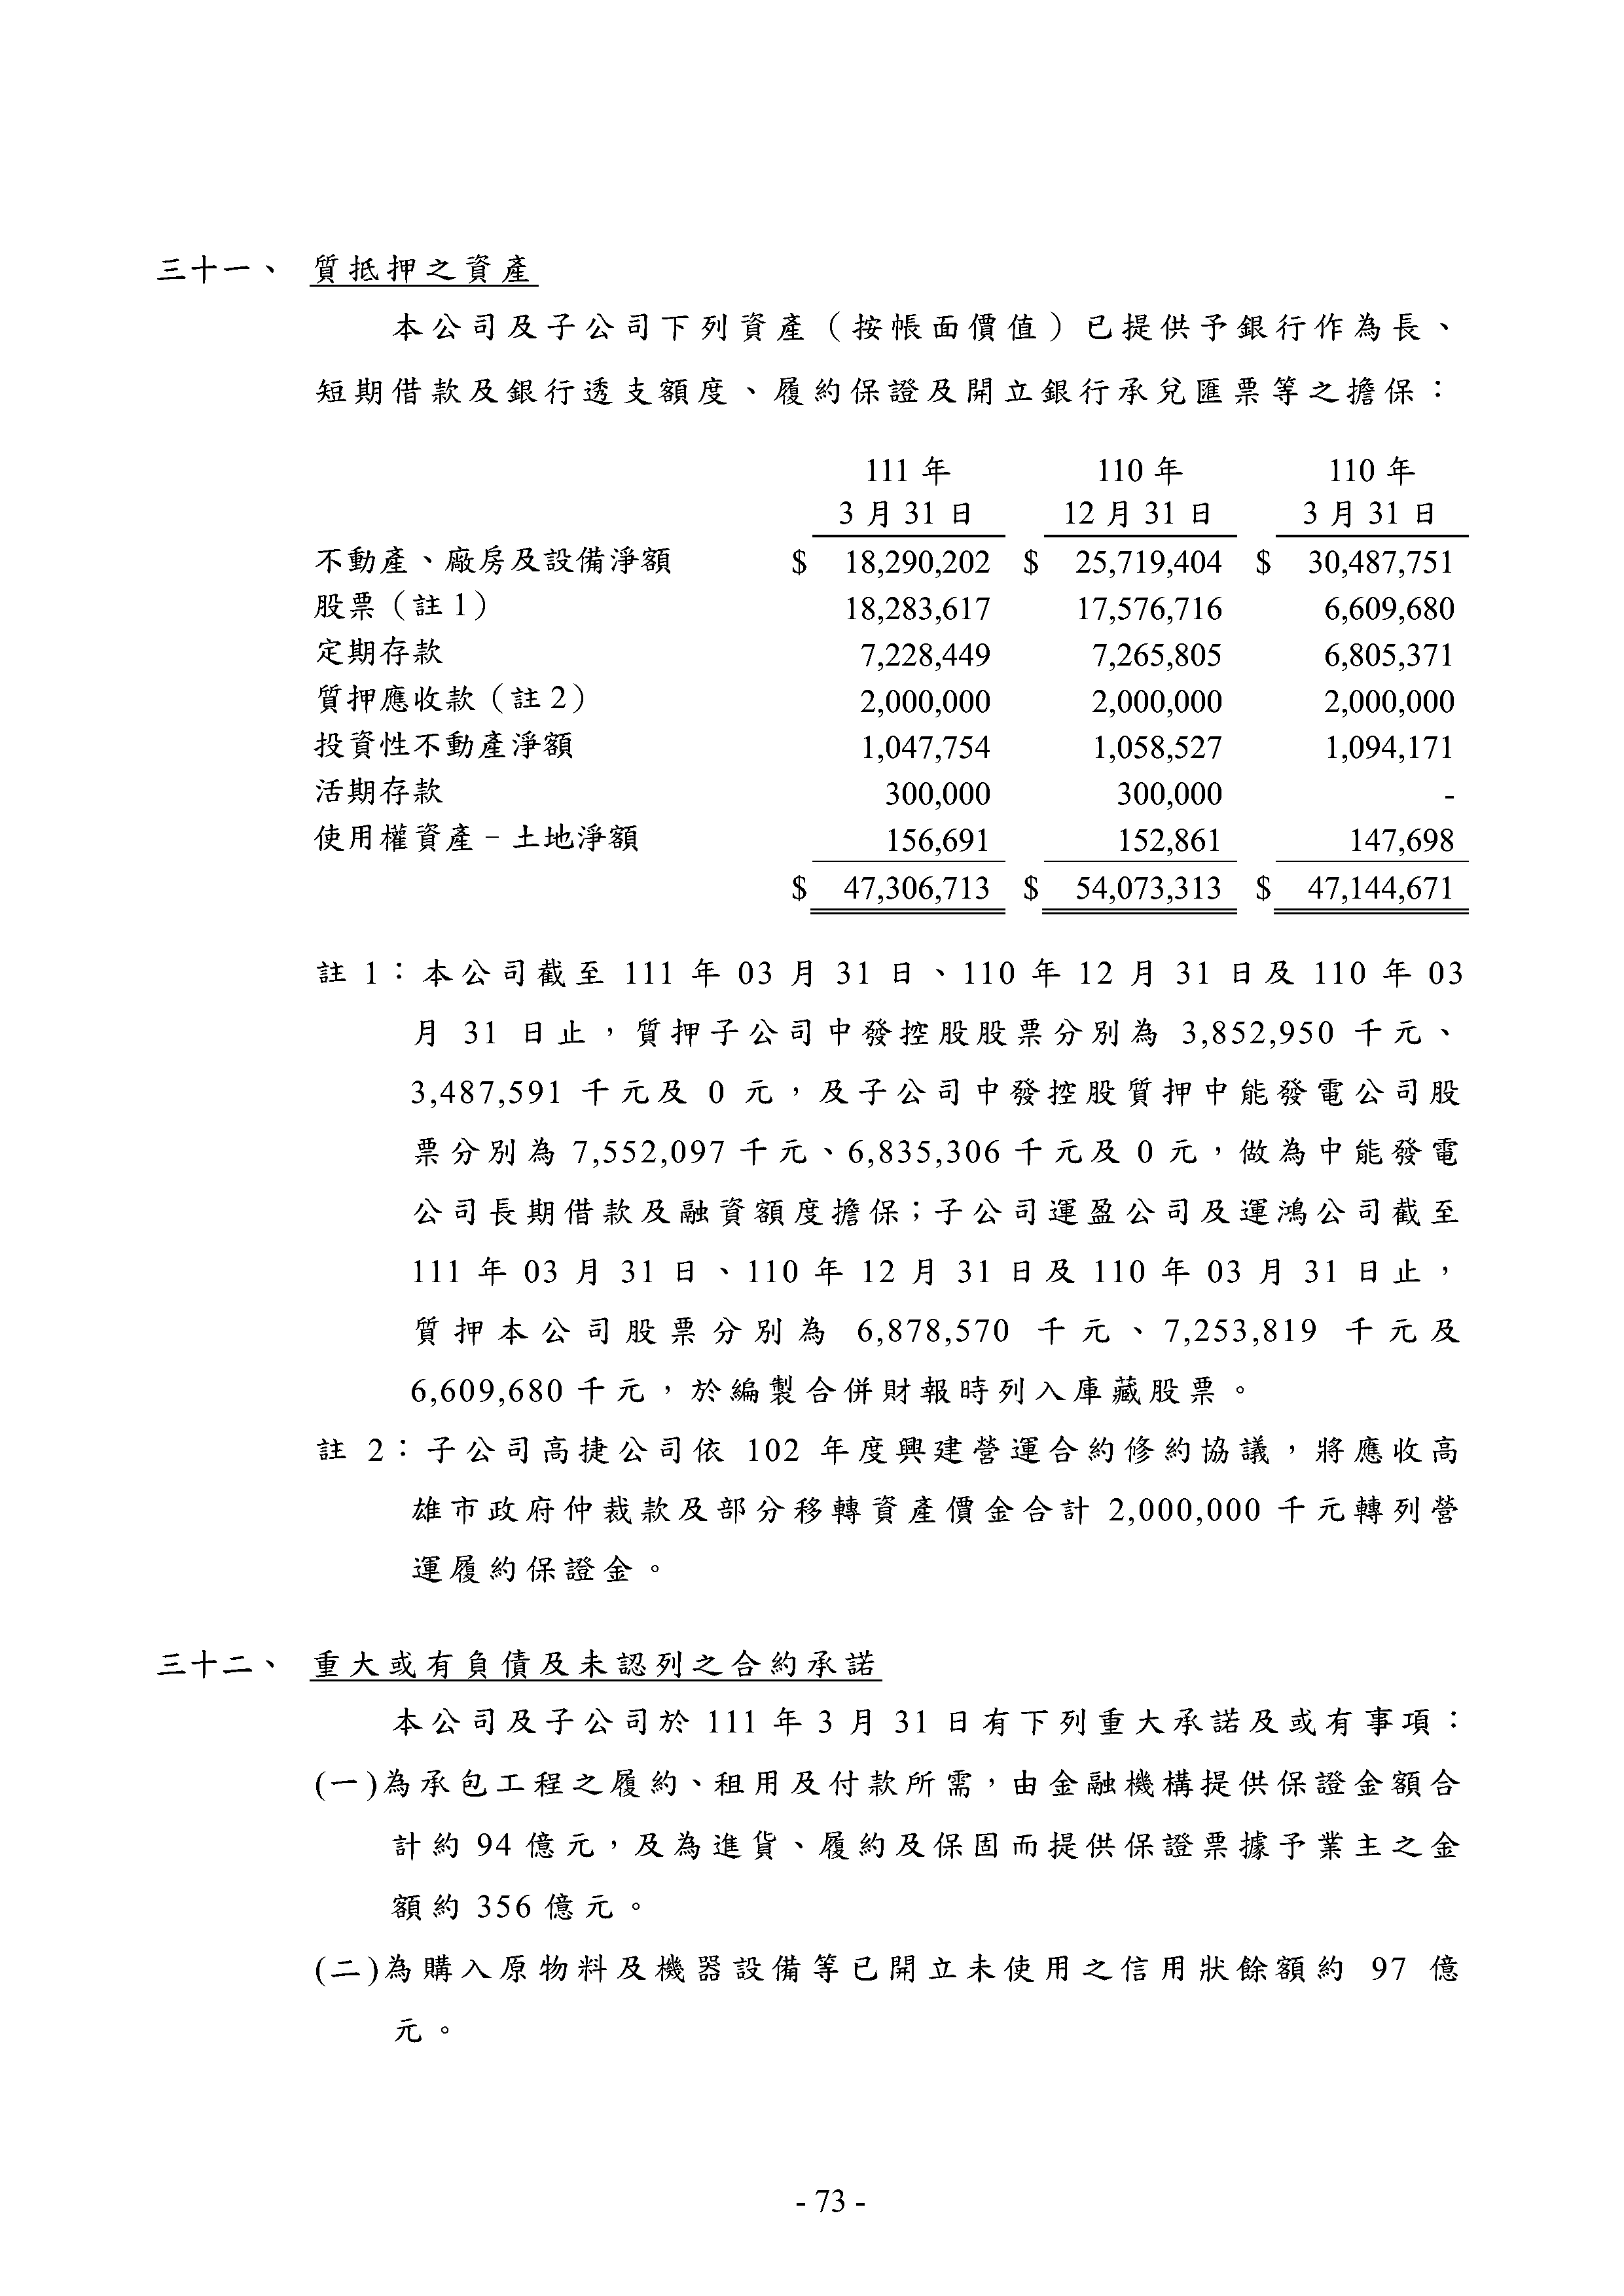 三十一、 質抵押之資產
本公司及子公司下列資產（按帳面價值）已提供予銀行作為長、
短期借款及銀行透支額度、履約保證及開立銀行承兌匯票等之擔保：
111 年 110 年 110 年
3 月 31 日 12 月 31 日 3 月 31 日
不動產、廠房及設備淨額 $ 18,290,202 $ 25,719,404 $ 30,487,751
股票（註 1） 18,283,617 17,576,716 6,609,680
定期存款 7,228,449 7,265,805 6,805,371
質押應收款（註 2） 2,000,000 2,000,000 2,000,000
投資性不動產淨額 1,047,754 1,058,527 1,094,171
活期存款 300,000 300,000 -
使用權資產－土地淨額 156,691 152,861 147,698
$ 47,306,713 $ 54,073,313 $ 47,144,671
註 1：本公司截至 111 年 03 月 31 日、110 年 12 月 31 日及 110 年 03
月 31 日止，質押子公司中發控股股票分別為 3,852,950 千元、
3,487,591 千元及 0 元，及子公司中發控股質押中能發電公司股
票分別為 7,552,097 千元、6,835,306 千元及 0 元，做為中能發電
公司長期借款及融資額度擔保；子公司運盈公司及運鴻公司截至
111 年 03 月 31 日、110 年 12 月 31 日及 110 年 03 月 31 日止，
質押本公司股票分別為 6,878,570 千元、7,253,819 千元及
6,609,680 千元，於編製合併財報時列入庫藏股票。
註 2：子公司高捷公司依 102 年度興建營運合約修約協議，將應收高
雄市政府仲裁款及部分移轉資產價金合計 2,000,000 千元轉列營
運履約保證金。
三十二、 重大或有負債及未認列之合約承諾
本公司及子公司於 111 年 3 月 31 日有下列重大承諾及或有事項：
(一)為承包工程之履約、租用及付款所需，由金融機構提供保證金額合
計約 94 億元，及為進貨、履約及保固而提供保證票據予業主之金
額約 356 億元。
(二)為購入原物料及機器設備等已開立未使用之信用狀餘額約 97 億
元。
- 73 -